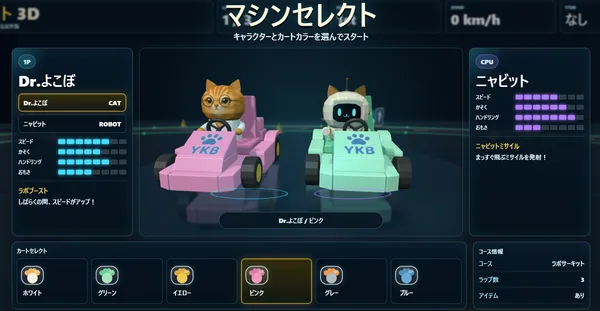 ト 3D
0 km/h
なし
マシンセレクト
キャラクターとカートカラーを選んでスタート
1P
Dr.よこぼ
Dr.よこぼ CAT
ニャビット ROBOT
スピード
かそく
ハンドリング
おもさ
ラボブースト
しばらくの間、スピードがアップ！
YKB
YKB
Dr.よこぼ / ピンク
CPU
ニャビット
スピード
かそく
ハンドリング
おもさ
ニャビットミサイル
まっすぐ飛ぶミサイルを発射！
カートセレクト
ホワイト
グリーン
イエロー
ピンク
グレー
ブルー
コース情報
コース ラボサーキット
ラップ数 3
アイテム あり